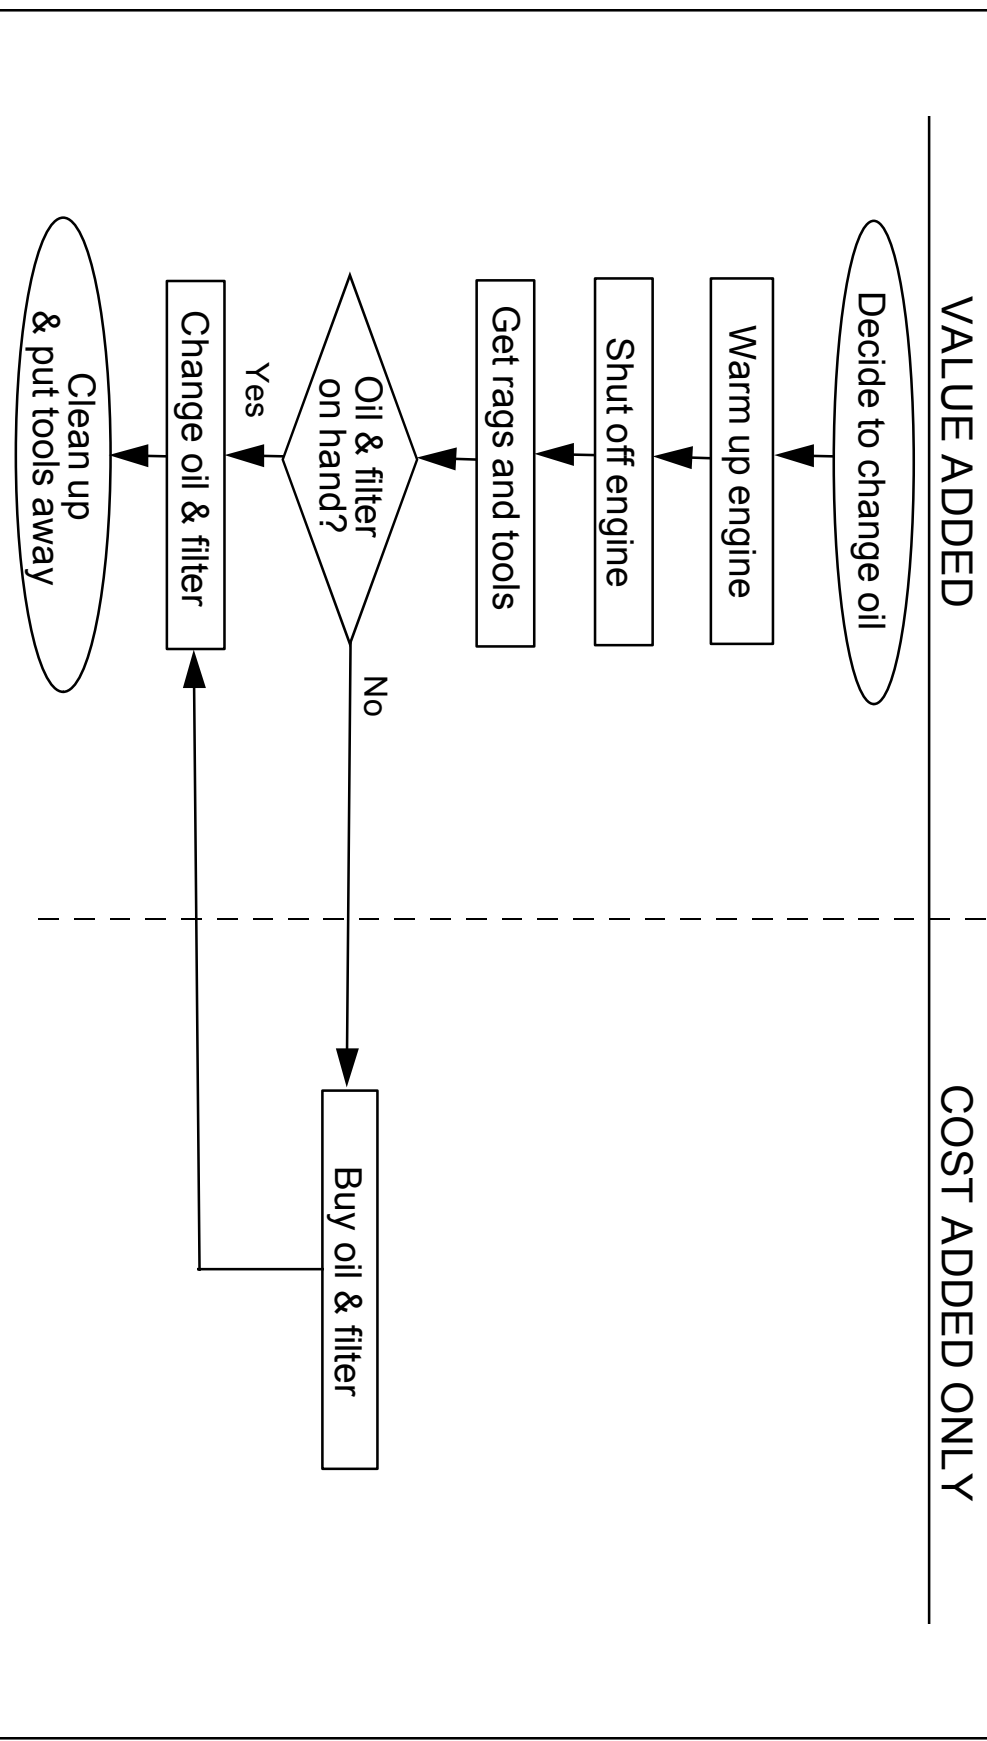 VALUE ADDED
COST ADDED ONLY
Decide to change oil
Warm up engine
Shut off engine
Get rags and tools
Oil & filter
on hand?
No
Buy oil & filter
Yes
Change oil & filter
Clean up
& put tools away